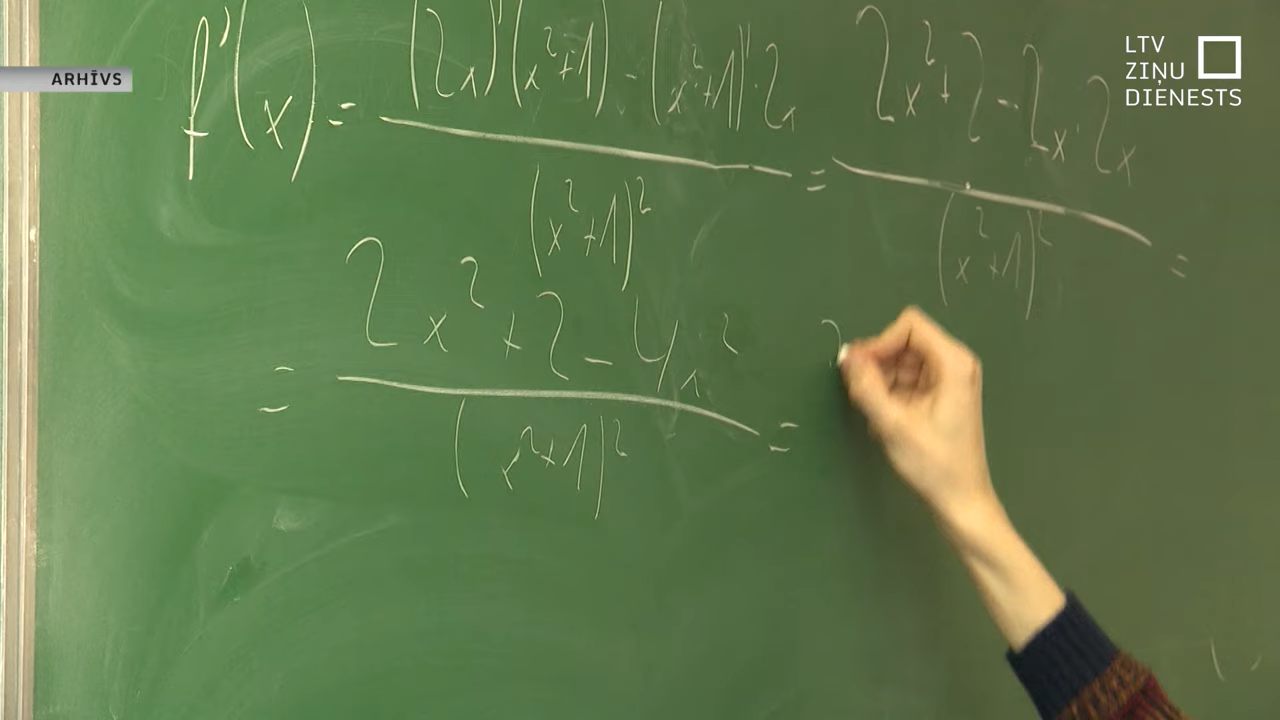 ARHĪVS
LTV
ZIŅU
DIENESTS
f'(x) = (2x)'(x²+1) - (x²+1)'·2x / (x²+1)² = 2x²+2-2x·2x / (x²+1)² =
= 2x²+2-4x² / (x²+1)² = 2